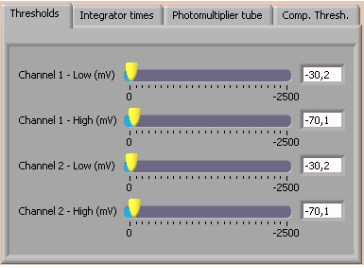 Thresholds Integrator times Photomultiplier tube Comp. Thresh.
Channel 1 - Low (mV) -30,2
0 -2500
Channel 1 - High (mV) -70,1
0 -2500
Channel 2 - Low (mV) -30,2
0 -2500
Channel 2 - High (mV) -70,1
0 -2500